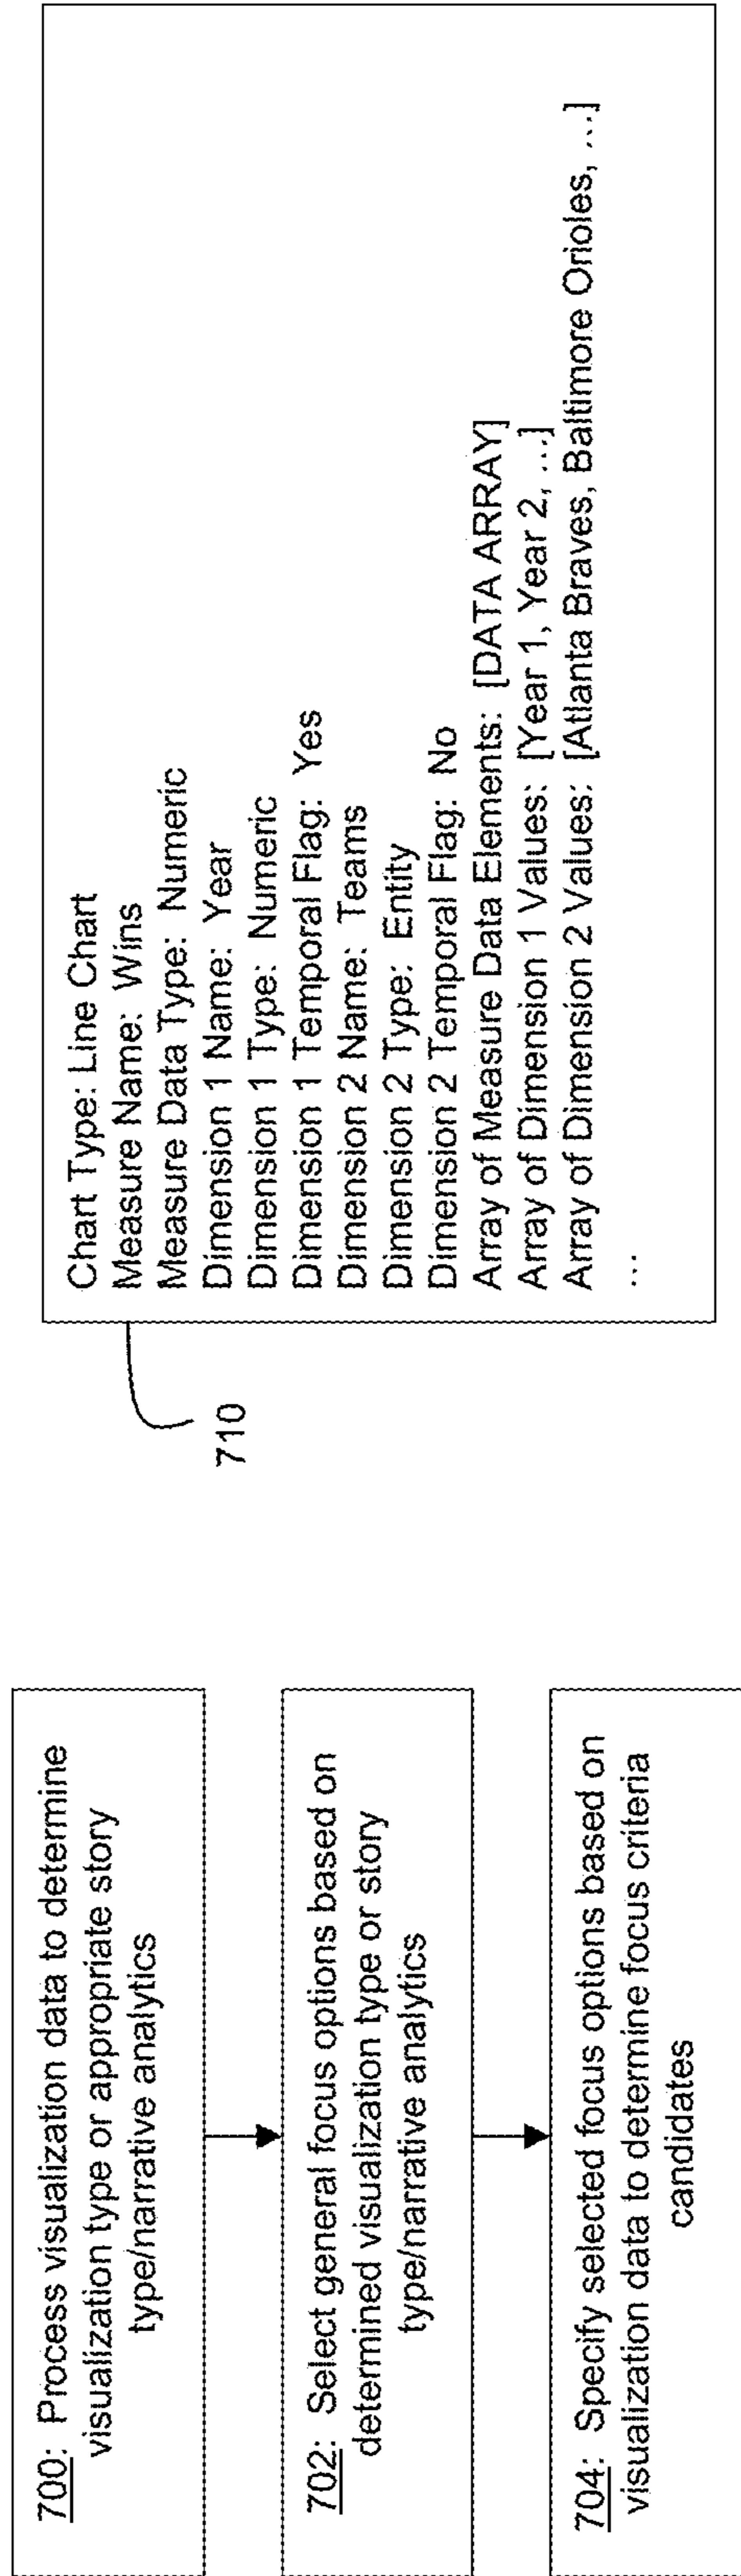 700: Process visualization data to determine
visualization type or appropriate story
type/narrative analytics
702: Select general focus options based on
determined visualization type or story
type/narrative analytics
704: Specify selected focus options based on
visualization data to determine focus criteria
candidates
710
Chart Type: Line Chart
Measure Name: Wins
Measure Data Type: Numeric
Dimension 1 Name: Year
Dimension 1 Type: Numeric
Dimension 1 Temporal Flag: Yes
Dimension 2 Name: Teams
Dimension 2 Type: Entity
Dimension 2 Temporal Flag: No
Array of Measure Data Elements: [DATA ARRAY]
Array of Dimension 1 Values: [Year 1, Year 2, ...]
Array of Dimension 2 Values: [Atlanta Braves, Baltimore Orioles, ...]
...